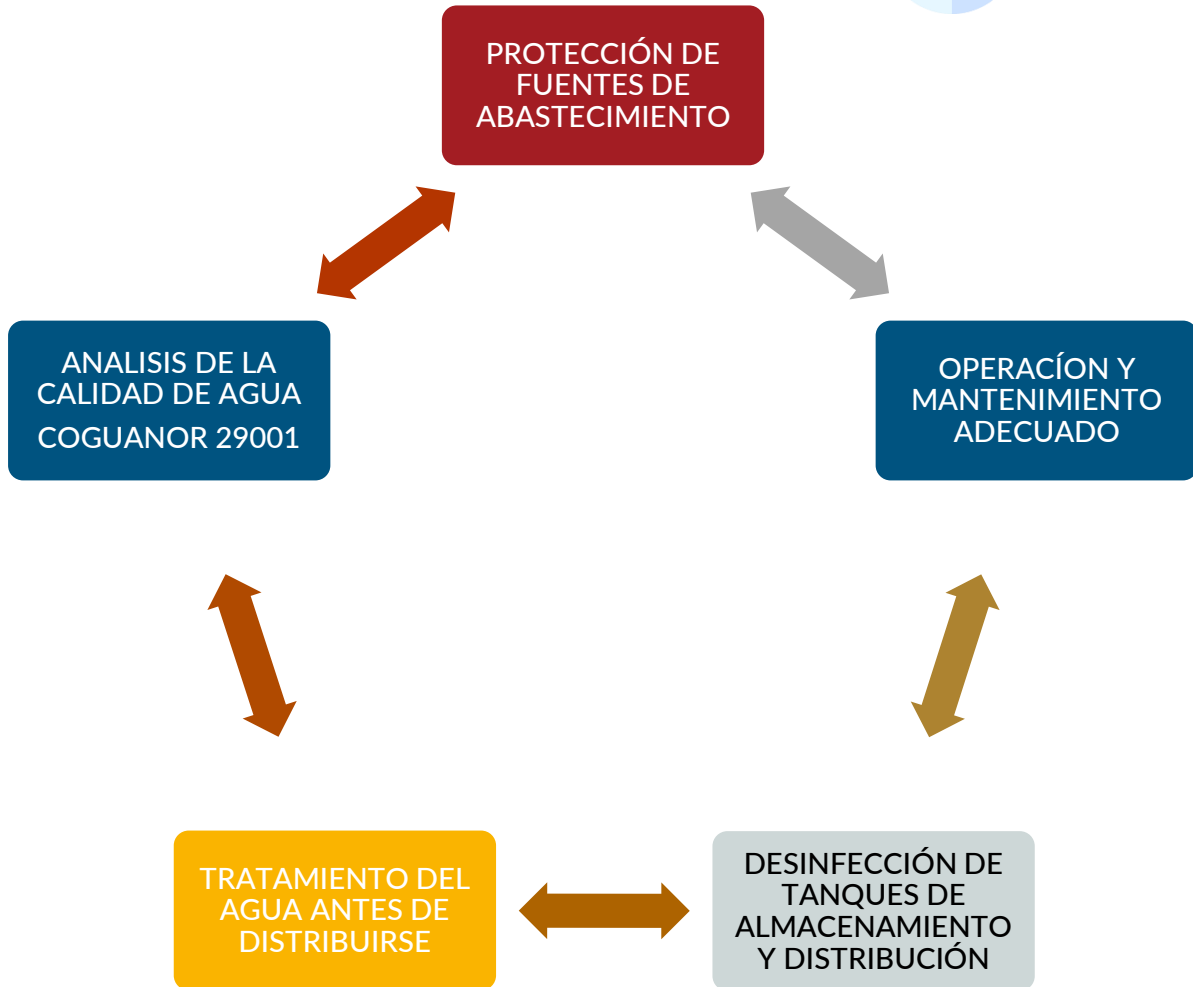 PROTECCIÓN DE
FUENTES DE
ABASTECIMIENTO
ANALISIS DE LA
CALIDAD DE AGUA
COGUANOR 29001
OPERACÍON Y
MANTENIMIENTO
ADECUADO
TRATAMIENTO DEL
AGUA ANTES DE
DISTRIBUIRSE
DESINFECCIÓN DE
TANQUES DE
ALMACENAMIENTO
Y DISTRIBUCIÓN